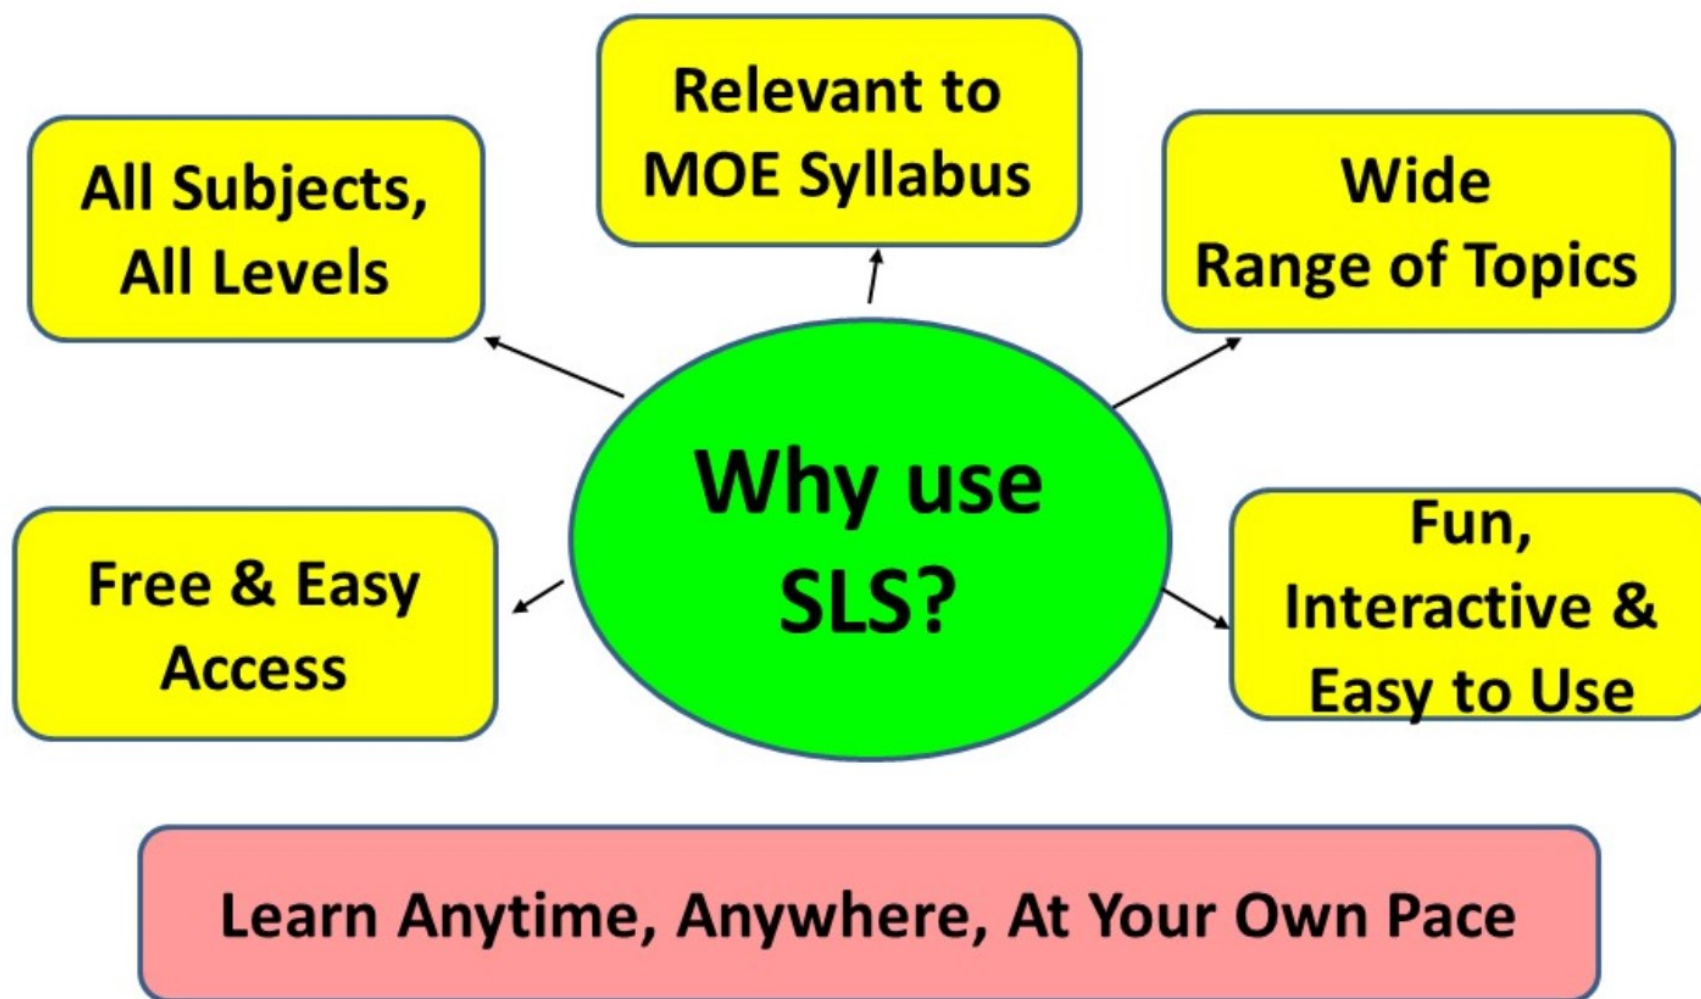 Relevant to
MOE Syllabus
All Subjects,
All Levels
Wide
Range of Topics
Why use
SLS?
Free & Easy
Access
Fun,
Interactive &
Easy to Use
Learn Anytime, Anywhere, At Your Own Pace